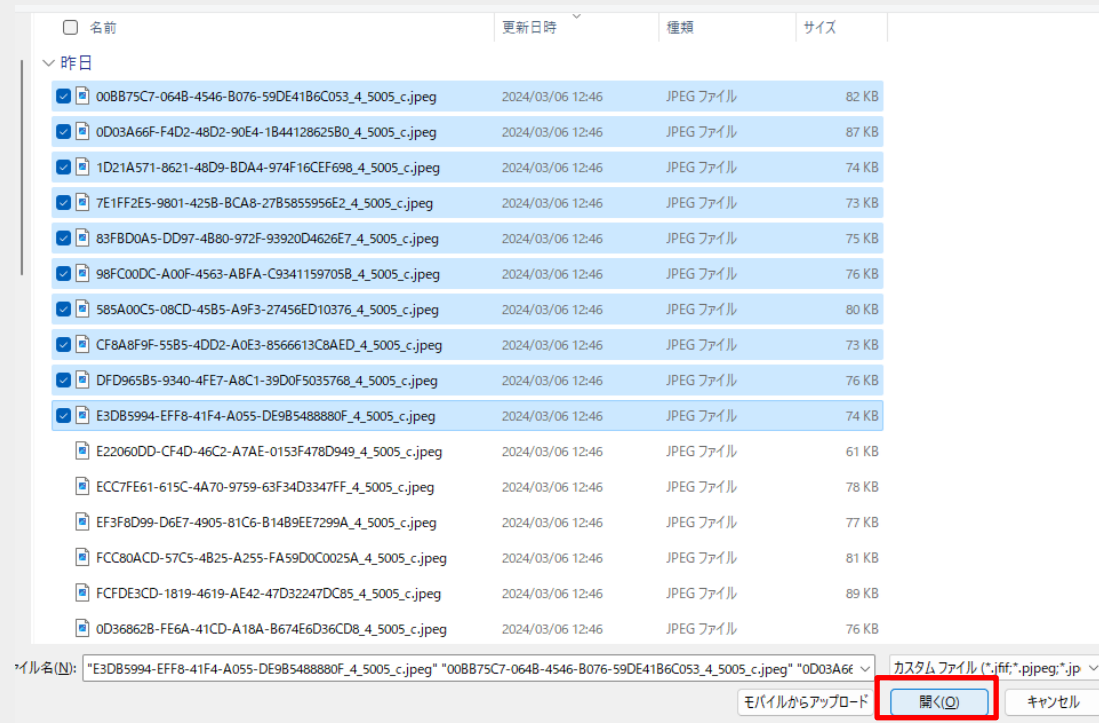 名前 更新日時 種類 サイズ
昨日
00BB75C7-064B-4546-B076-59DE41B6C053_4_5005_c.jpeg 2024/03/06 12:46 JPEG ファイル 82 KB
0D03A66F-F4D2-48D2-90E4-1B44128625B0_4_5005_c.jpeg 2024/03/06 12:46 JPEG ファイル 87 KB
1D21A571-8621-48D9-BDA4-974F16CEF698_4_5005_c.jpeg 2024/03/06 12:46 JPEG ファイル 74 KB
7E1FF2E5-9801-425B-BCA8-27B5855956E2_4_5005_c.jpeg 2024/03/06 12:46 JPEG ファイル 73 KB
83FBD0A5-DD97-4B80-972F-93920D4626E7_4_5005_c.jpeg 2024/03/06 12:46 JPEG ファイル 75 KB
98FC00DC-A00F-4563-ABFA-C9341159705B_4_5005_c.jpeg 2024/03/06 12:46 JPEG ファイル 76 KB
585A00C5-08CD-45B5-A9F3-27456ED10376_4_5005_c.jpeg 2024/03/06 12:46 JPEG ファイル 80 KB
CF8A8F9F-55B5-4DD2-A0E3-8566613C8AED_4_5005_c.jpeg 2024/03/06 12:46 JPEG ファイル 73 KB
DFD965B5-9340-4FE7-A8C1-39D0F5035768_4_5005_c.jpeg 2024/03/06 12:46 JPEG ファイル 76 KB
E3DB5994-EFF8-41F4-A055-DE9B5488880F_4_5005_c.jpeg 2024/03/06 12:46 JPEG ファイル 74 KB
E22060DD-CF4D-46C2-A7AE-0153F478D949_4_5005_c.jpeg 2024/03/06 12:46 JPEG ファイル 61 KB
ECC7FE61-615C-4A70-9759-63F34D3347FF_4_5005_c.jpeg 2024/03/06 12:46 JPEG ファイル 78 KB
EF3F8D99-D6E7-4905-81C6-B14B9EE7299A_4_5005_c.jpeg 2024/03/06 12:46 JPEG ファイル 77 KB
FCC80ACD-57C5-4B25-A255-FA59D0C0025A_4_5005_c.jpeg 2024/03/06 12:46 JPEG ファイル 81 KB
FCFDE3CD-1819-4619-AE42-47D32247DC85_4_5005_c.jpeg 2024/03/06 12:46 JPEG ファイル 89 KB
0D36862B-FE6A-41CD-A18A-B674E6D36CD8_4_5005_c.jpeg 2024/03/06 12:46 JPEG ファイル 76 KB
ァイル名(N): "E3DB5994-EFF8-41F4-A055-DE9B5488880F_4_5005_c.jpeg" "00BB75C7-064B-4546-B076-59DE41B6C053_4_5005_c.jpeg" "0D03A66 カスタム ファイル (*.jfif;*.pjpeg;*.jp
モバイルからアップロード 開く(O) キャンセル